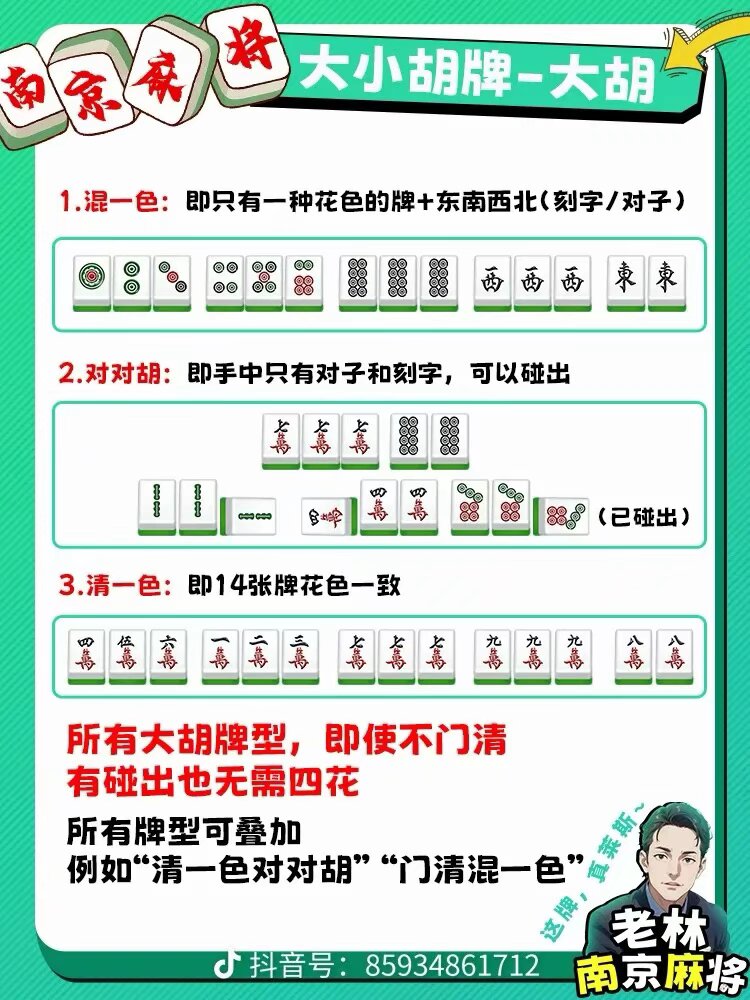 南京麻将
大小胡牌-大胡
1.混一色：即只有一种花色的牌+东南西北(刻字/对子)
西 西 西 東 東
2.对对胡：即手中只有对子和刻字，可以碰出
七萬 七萬 七萬
四萬 四萬 四萬 (已碰出)
3.清一色：即14张牌花色一致
四萬 伍萬 六萬 一萬 二萬 三萬 七萬 七萬 七萬 九萬 九萬 九萬 八萬 八萬
所有大胡牌型，即使不门清
有碰出也无需四花
所有牌型可叠加
例如“清一色对对胡”“门清混一色”
这牌，真莱斯~
老林
南京麻将
抖音号：85934861712